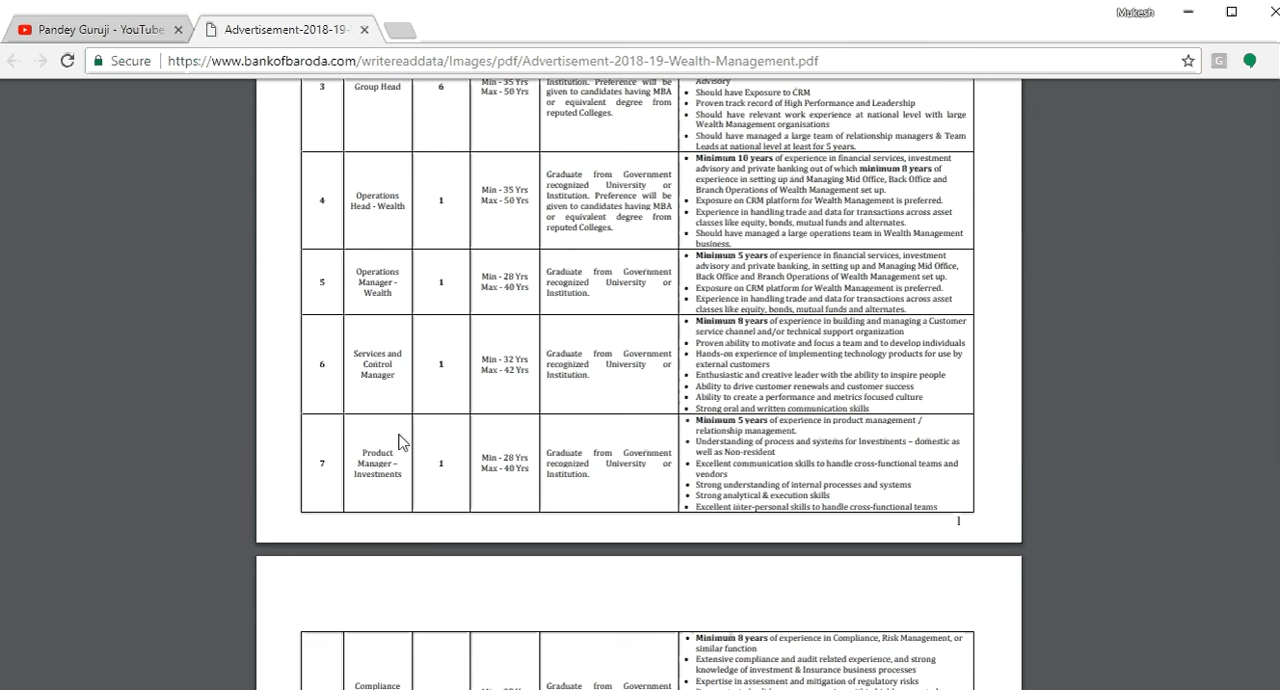 Mukesh
Pandey Guruji - YouTube
Advertisement-2018-19-
Secure
https://www.bankofbaroda.com/writereaddata/Images/pdf/Advertisement-2018-19-Wealth-Management.pdf
3
Group Head
6
Min - 35 Yrs
Max - 50 Yrs
Institution. Preference will be
given to candidates having MBA
or equivalent degree from
reputed Colleges.
Advisory
• Should have Exposure to CRM
• Proven track record of High Performance and Leadership
• Should have relevant work experience at national level with large
Wealth Management organisations
• Should have managed a large team of relationship managers & Team
Leads at national level at least for 5 years.
4
Operations
Head - Wealth
1
Min - 35 Yrs
Max - 50 Yrs
Graduate from Government
recognized University or
Institution. Preference will be
given to candidates having MBA
or equivalent degree from
reputed Colleges.
• Minimum 10 years of experience in financial services, investment
advisory and private banking out of which minimum 8 years of
experience in setting up and Managing Mid Office, Back Office and
Branch Operations of Wealth Management set up.
• Exposure on CRM platform for Wealth Management is preferred.
• Experience in handling trade and data for transactions across asset
classes like equity, bonds, mutual funds and alternates.
• Should have managed a large operations team in Wealth Management
business.
5
Operations
Manager -
Wealth
1
Min - 28 Yrs
Max - 40 Yrs
Graduate from Government
recognized University or
Institution.
• Minimum 5 years of experience in financial services, investment
advisory and private banking, in setting up and Managing Mid Office,
Back Office and Branch Operations of Wealth Management set up.
• Exposure on CRM platform for Wealth Management is preferred.
• Experience in handling trade and data for transactions across asset
classes like equity, bonds, mutual funds and alternates.
6
Services and
Control
Manager
1
Min - 32 Yrs
Max - 42 Yrs
Graduate from Government
recognized University or
Institution.
• Minimum 8 years of experience in building and managing a Customer
service channel and/or technical support organization
• Proven ability to motivate and focus a team and to develop individuals
• Hands-on experience of implementing technology products for use by
external customers
• Enthusiastic and creative leader with the ability to inspire people
• Ability to drive customer renewals and customer success
• Ability to create a performance and metrics focused culture
• Strong oral and written communication skills
7
Product
Manager –
Investments
1
Min - 28 Yrs
Max - 40 Yrs
Graduate from Government
recognized University or
Institution.
• Minimum 5 years of experience in product management /
relationship management.
• Understanding of process and systems for Investments – domestic as
well as Non-resident
• Excellent communication skills to handle cross-functional teams and
vendors
• Strong understanding of internal processes and systems
• Strong analytical & execution skills
• Excellent inter-personal skills to handle cross-functional teams
1
Compliance
Graduate from Government
• Minimum 8 years of experience in Compliance, Risk Management, or
similar function
• Extensive compliance and audit related experience, and strong
knowledge of investment & Insurance business processes
• Expertise in assessment and mitigation of regulatory risks